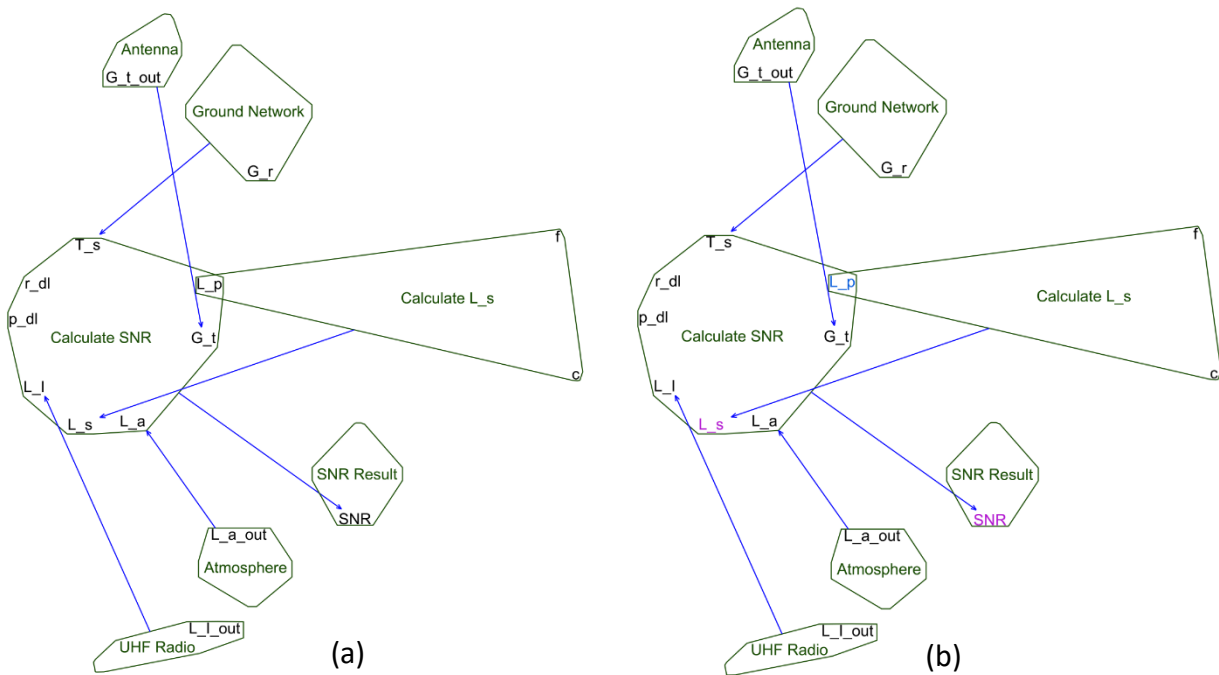 Antenna
G_t_out
Ground Network
G_r
T_s
f
r_dl
L_p
Calculate L_s
p_dl
Calculate SNR
G_t
c
L_l
L_s
L_a
SNR Result
SNR
L_a_out
Atmosphere
L_l_out
UHF Radio
(a)
Antenna
G_t_out
Ground Network
G_r
T_s
f
r_dl
L_p
Calculate L_s
p_dl
Calculate SNR
G_t
c
L_l
L_s
L_a
SNR Result
SNR
L_a_out
Atmosphere
L_l_out
UHF Radio
(b)